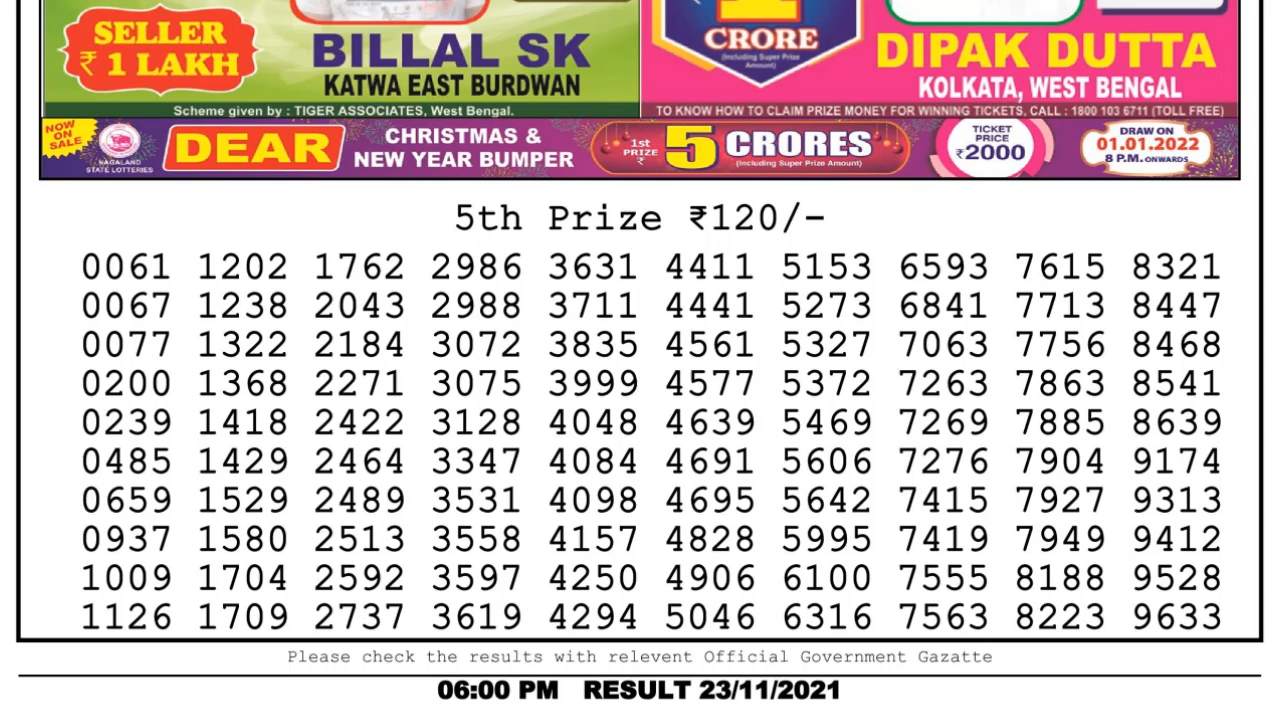 SELLER
₹ 1 LAKH
BILLAL SK
KATWA EAST BURDWAN
Scheme given by : TIGER ASSOCIATES, West Bengal.
1
CRORE
(Including Super Prize
Amount)
DIPAK DUTTA
KOLKATA, WEST BENGAL
TO KNOW HOW TO CLAIM PRIZE MONEY FOR WINNING TICKETS, CALL : 1800 103 6711 (TOLL FREE)
NOW
ON
SALE
NAGALAND
STATE LOTTERIES
DEAR
CHRISTMAS &
NEW YEAR BUMPER
1st
PRIZE
₹
5 CRORES
(Including Super Prize Amount)
TICKET
PRICE
₹2000
DRAW ON
01.01.2022
8 P.M. ONWARDS
5th Prize ₹120/-
0061 1202 1762 2986 3631 4411 5153 6593 7615 8321
0067 1238 2043 2988 3711 4441 5273 6841 7713 8447
0077 1322 2184 3072 3835 4561 5327 7063 7756 8468
0200 1368 2271 3075 3999 4577 5372 7263 7863 8541
0239 1418 2422 3128 4048 4639 5469 7269 7885 8639
0485 1429 2464 3347 4084 4691 5606 7276 7904 9174
0659 1529 2489 3531 4098 4695 5642 7415 7927 9313
0937 1580 2513 3558 4157 4828 5995 7419 7949 9412
1009 1704 2592 3597 4250 4906 6100 7555 8188 9528
1126 1709 2737 3619 4294 5046 6316 7563 8223 9633
Please check the results with relevent Official Government Gazatte
06:00 PM RESULT 23/11/2021